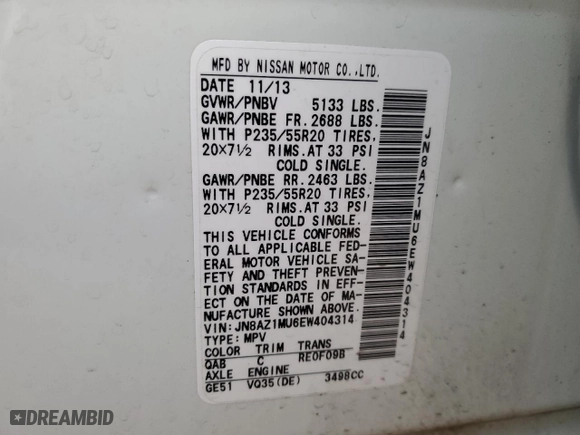 MFD BY NISSAN MOTOR CO.,LTD.
DATE 11/13
GVWR/PNBV 5133 LBS.
GAWR/PNBE FR. 2688 LBS.
WITH P235/55R20 TIRES,
20×7½ RIMS. AT 33 PSI
COLD SINGLE.
GAWR/PNBE RR. 2463 LBS.
WITH P235/55R20 TIRES,
20×7½ RIMS. AT 33 PSI
COLD SINGLE.
THIS VEHICLE CONFORMS
TO ALL APPLICABLE FED-
ERAL MOTOR VEHICLE SA-
FETY AND THEFT PREVEN-
TION STANDARDS IN EFF-
ECT ON THE DATE OF MA-
NUFACTURE SHOWN ABOVE.
VIN: JN8AZ1MU6EW404314
TYPE: MPV
COLOR TRIM TRANS
QAB C RE0F09B
AXLE ENGINE
GE51 VQ35(DE) 3498CC
JN8AZ1MU6EW404314
DREAMBID